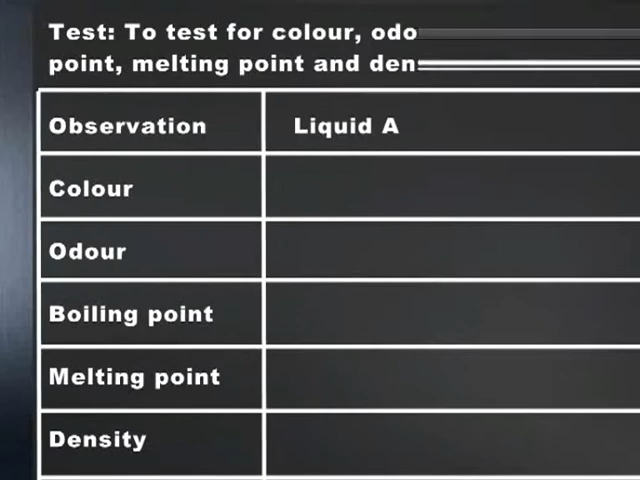 Test: To test for colour, odo
point, melting point and den
Observation Liquid A
Colour
Odour
Boiling point
Melting point
Density